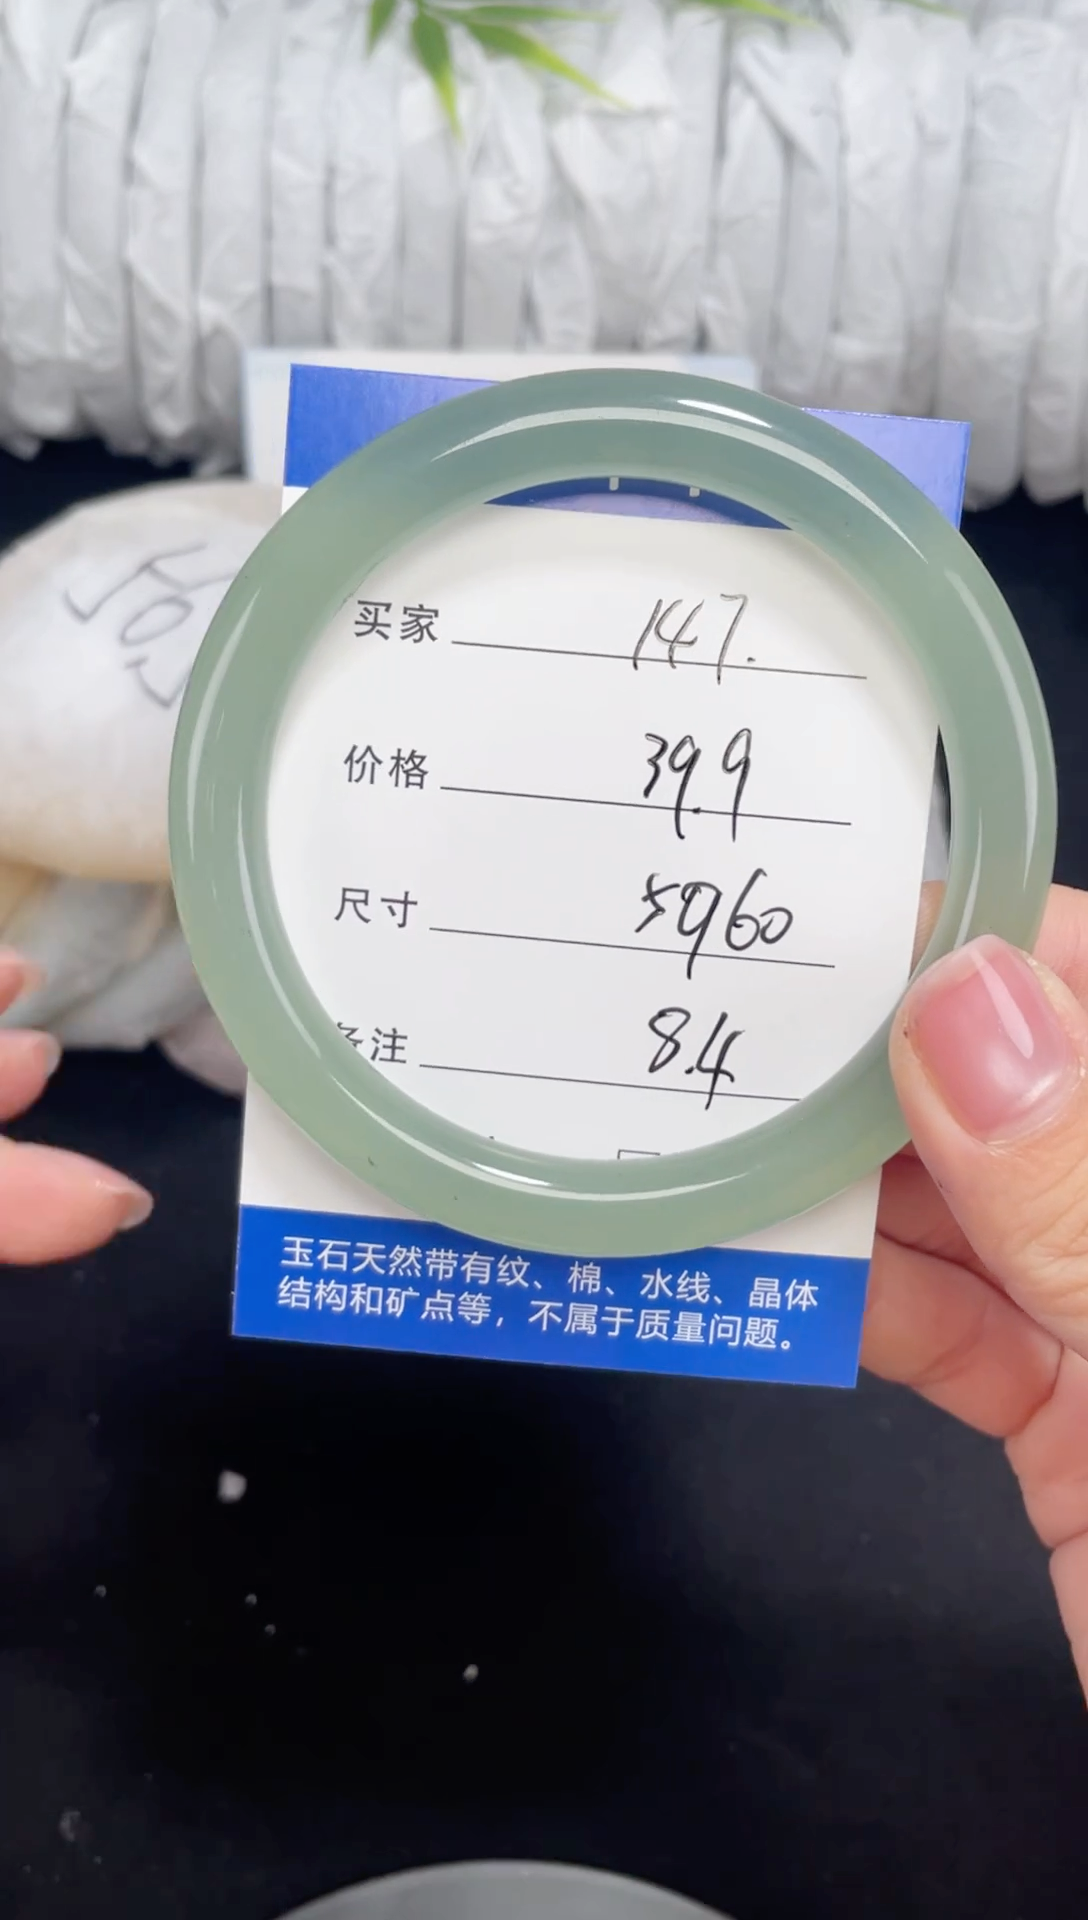 买家 147.
价格 39.9
尺寸 5960
备注 8.4
玉石天然带有纹、棉、水线、晶体
结构和矿点等，不属于质量问题。